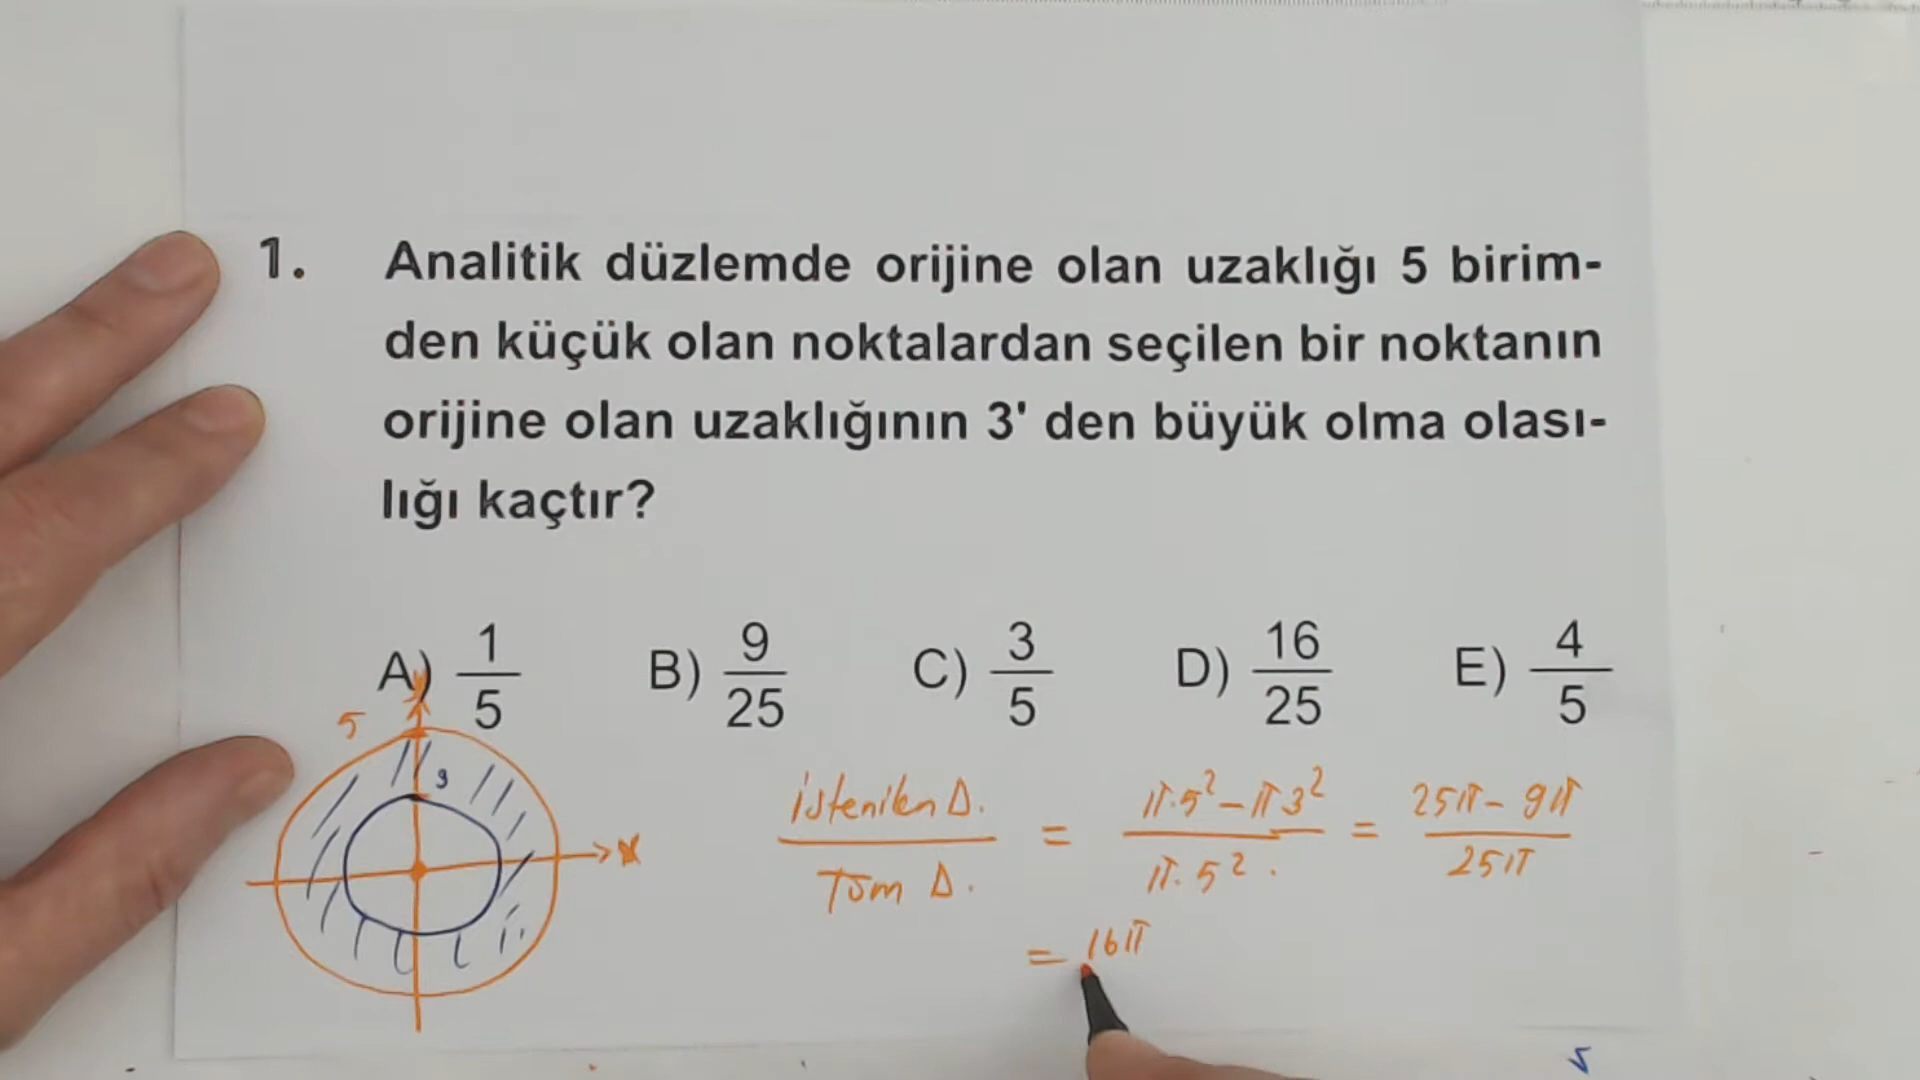 1. Analitik düzlemde orijine olan uzaklığı 5 birim-
den küçük olan noktalardan seçilen bir noktanın
orijine olan uzaklığının 3' den büyük olma olası-
lığı kaçtır?
A) 1/5 B) 9/25 C) 3/5 D) 16/25 E) 4/5
5
3
x
istenilen Δ. / Tüm Δ. = π.5² - π3² / π.5². = 25π - 9π / 25π
= 16π